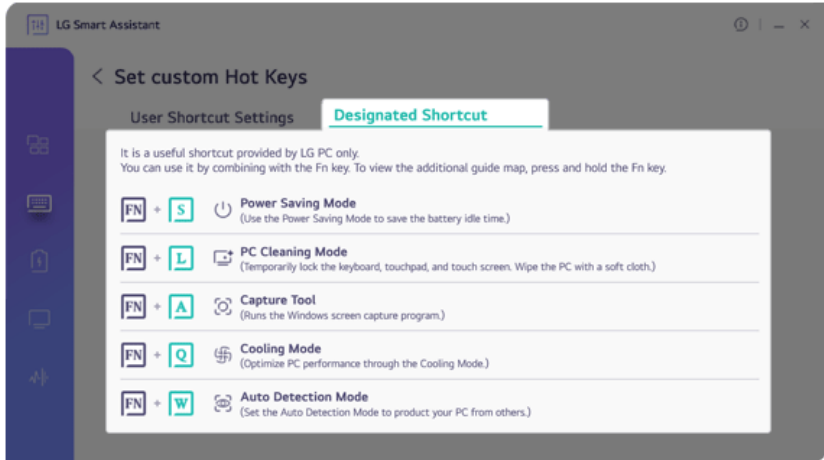 LG Smart Assistant
Set custom Hot Keys
User Shortcut Settings
Designated Shortcut
It is a useful shortcut provided by LG PC only.
You can use it by combining with the Fn key. To view the additional guide map, press and hold the Fn key.
FN + S Power Saving Mode
(Use the Power Saving Mode to save the battery idle time.)
FN + L PC Cleaning Mode
(Temporarily lock the keyboard, touchpad, and touch screen. Wipe the PC with a soft cloth.)
FN + A Capture Tool
(Runs the Windows screen capture program.)
FN + Q Cooling Mode
(Optimize PC performance through the Cooling Mode.)
FN + W Auto Detection Mode
(Set the Auto Detection Mode to product your PC from others.)